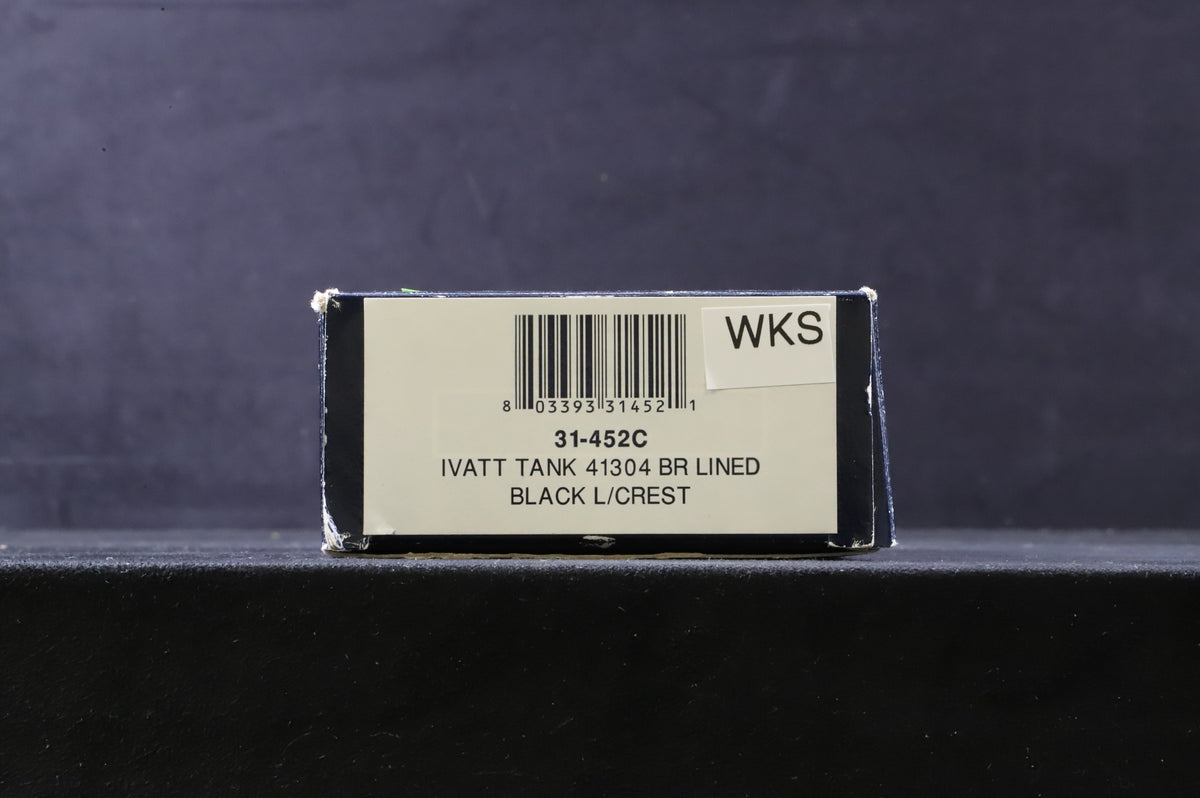 WKS
8 03393 31452 1
31-452C
IVATT TANK 41304 BR LINED
BLACK L/CREST